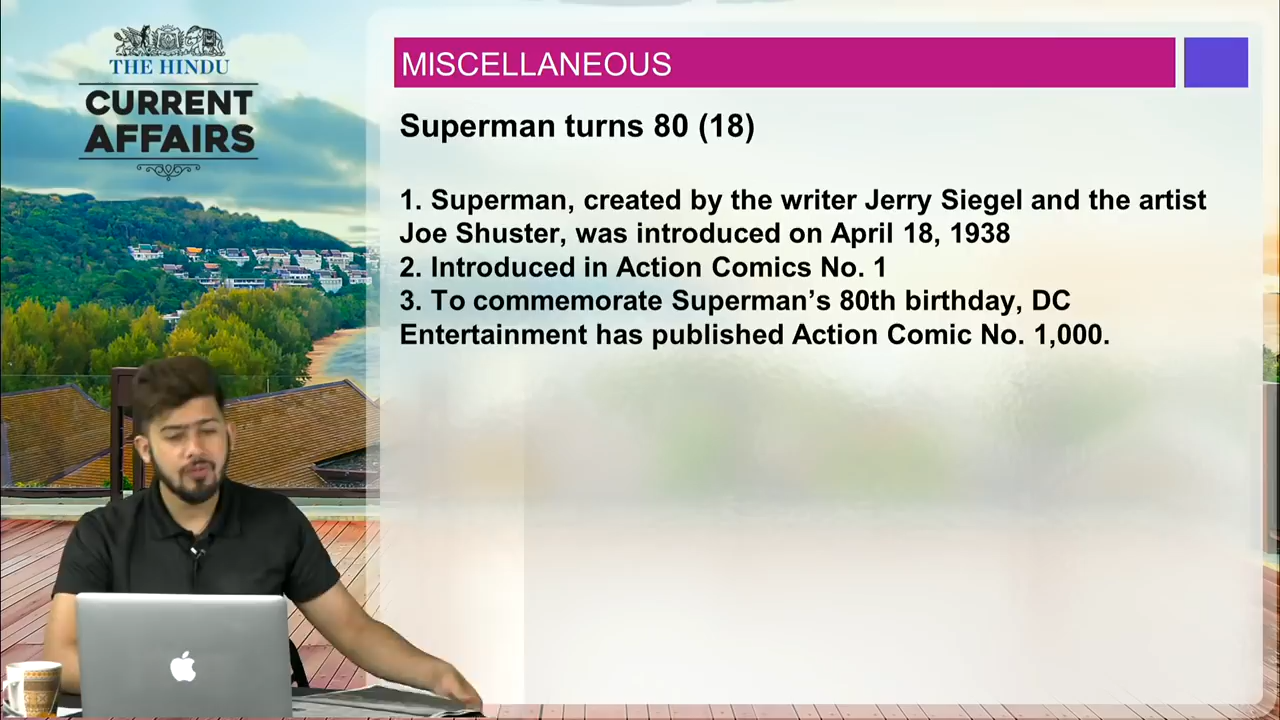 THE HINDU
CURRENT
AFFAIRS
MISCELLANEOUS
Superman turns 80 (18)
1. Superman, created by the writer Jerry Siegel and the artist
Joe Shuster, was introduced on April 18, 1938
2. Introduced in Action Comics No. 1
3. To commemorate Superman’s 80th birthday, DC
Entertainment has published Action Comic No. 1,000.